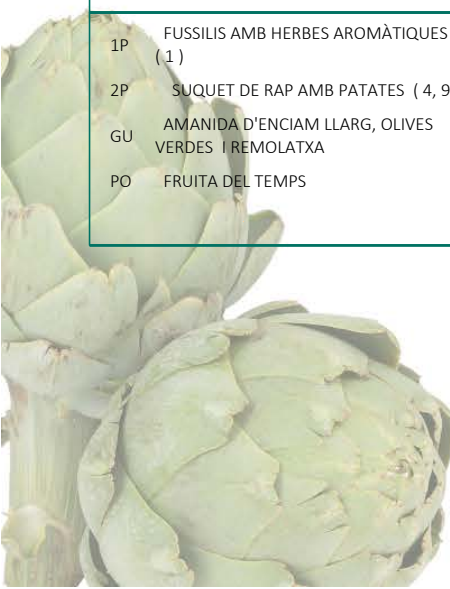 1P FUSSILIS AMB HERBES AROMÀTIQUES
( 1 )
2P SUQUET DE RAP AMB PATATES ( 4, 9
GU AMANIDA D'ENCIAM LLARG, OLIVES
VERDES I REMOLATXA
PO FRUITA DEL TEMPS